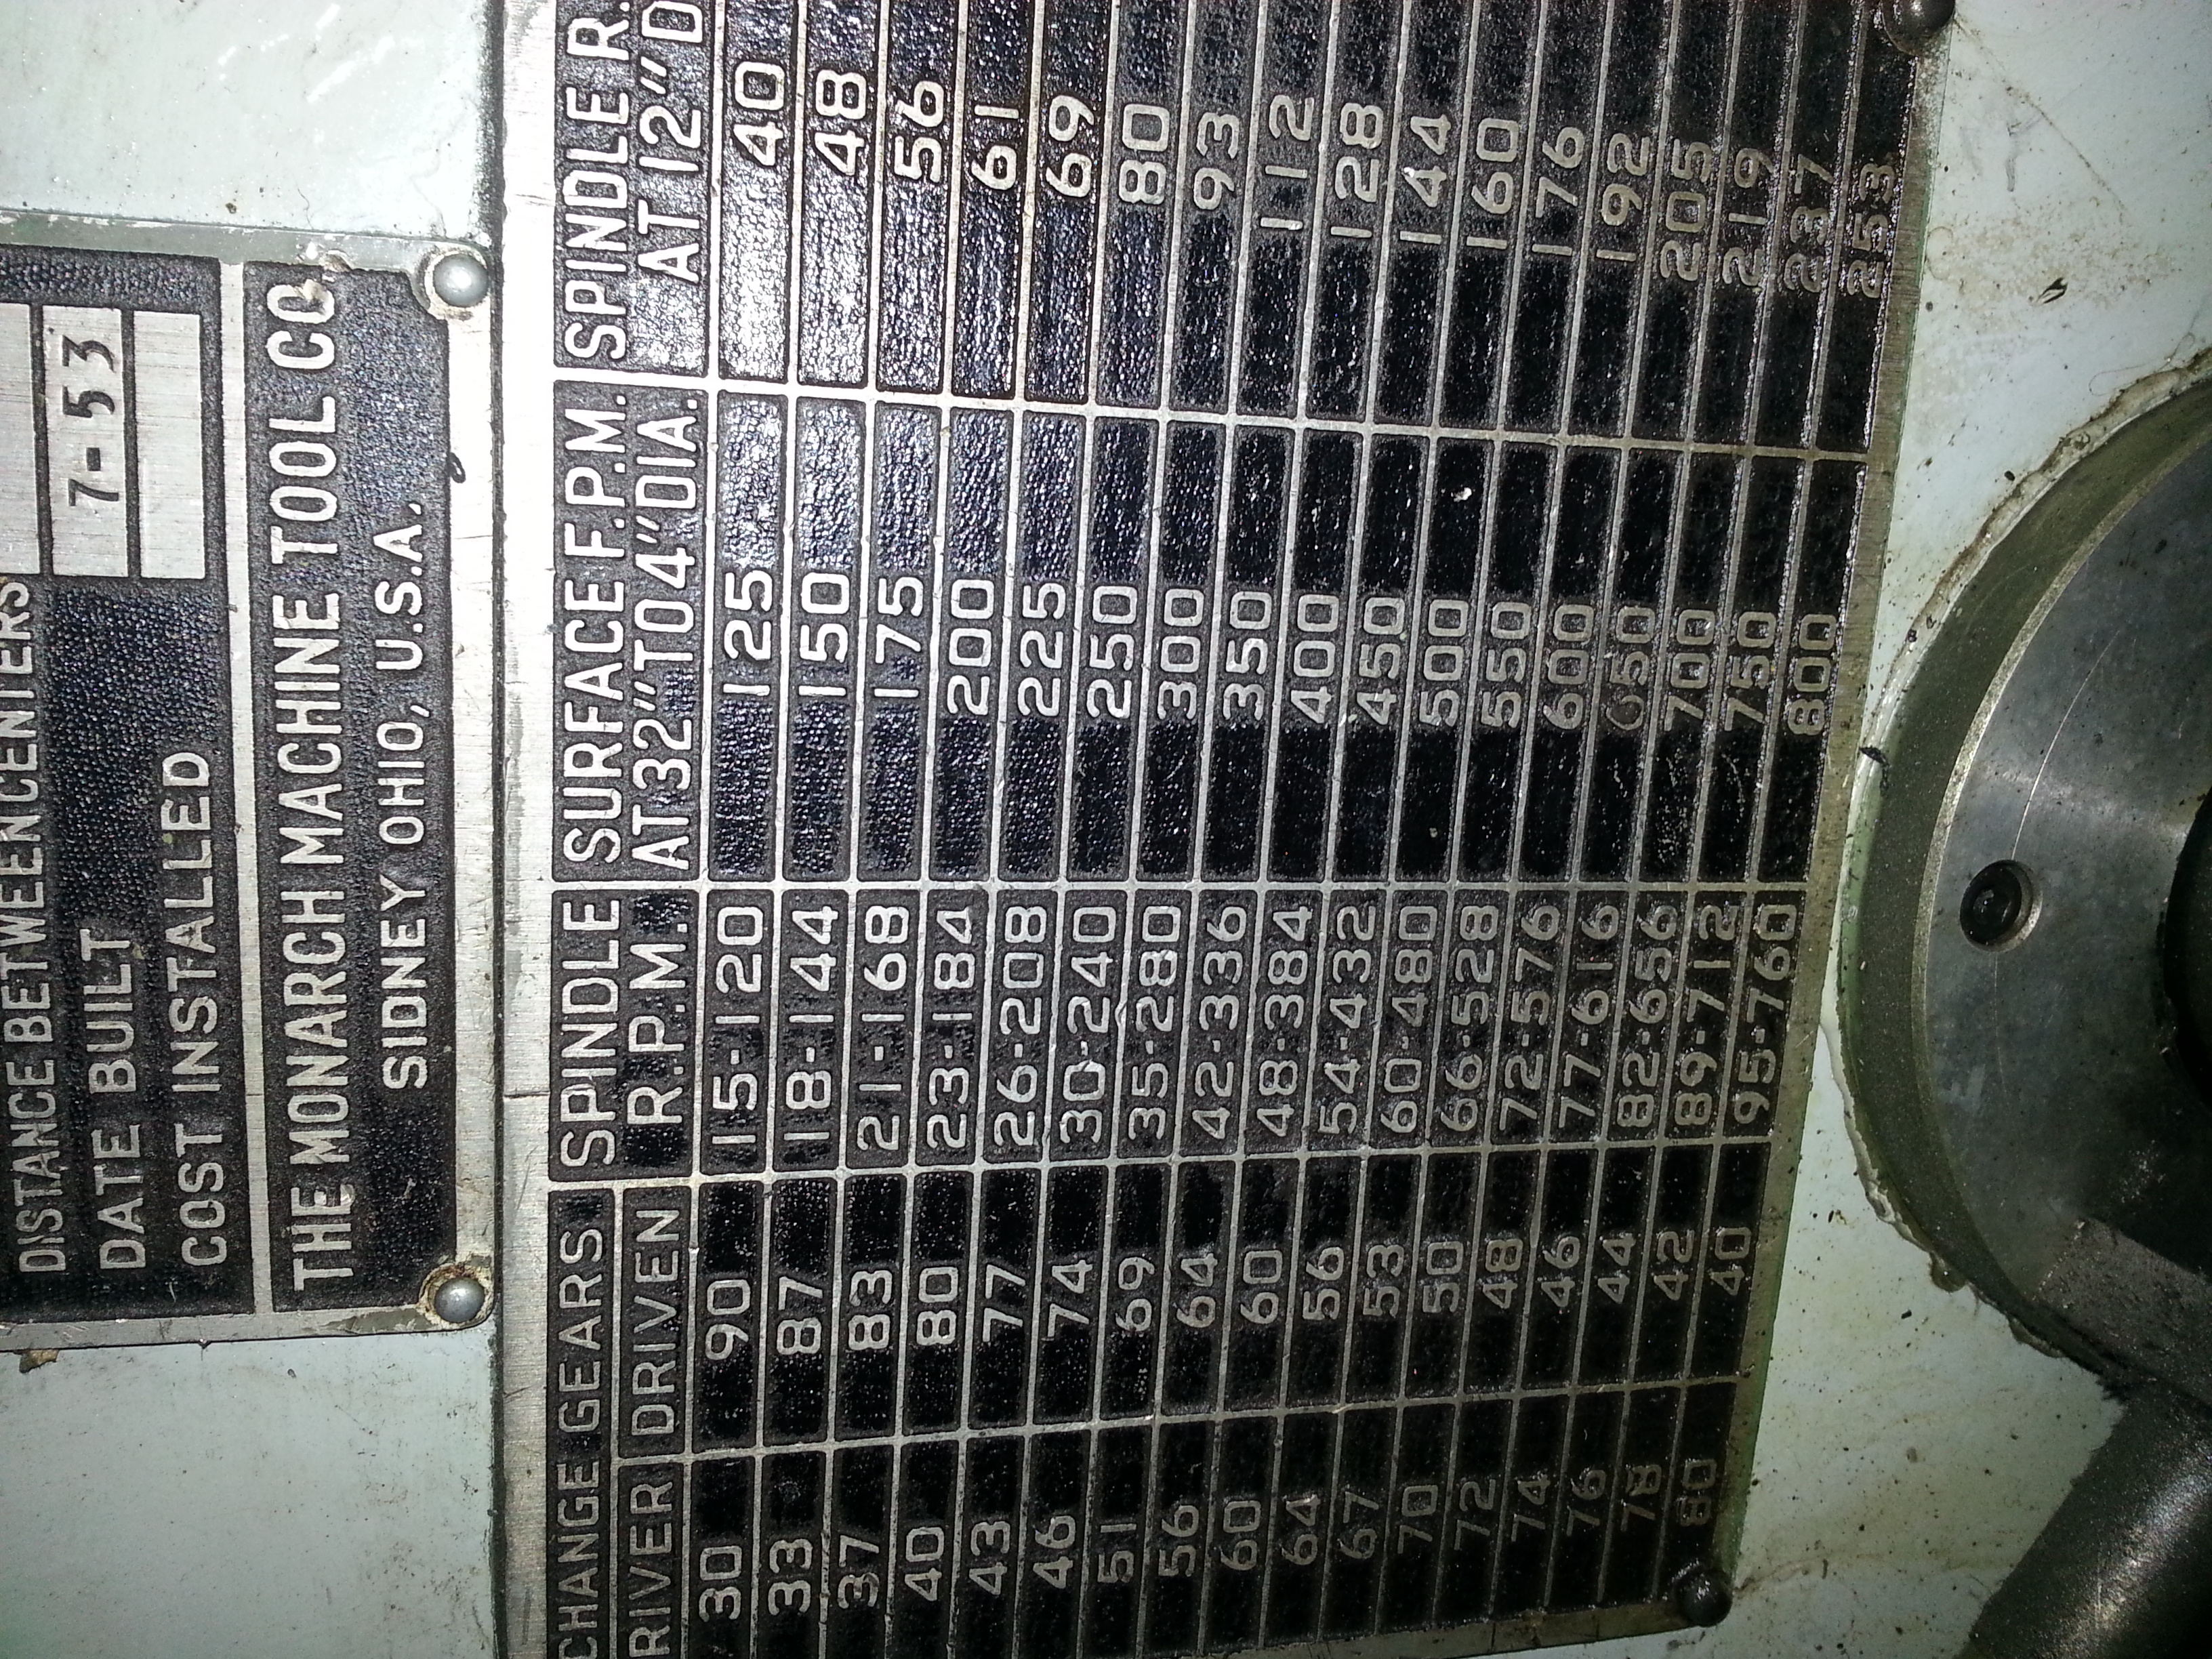 DISTANCE BETWEEN CENTERS
DATE BUILT 7-53
COST INSTALLED
THE MONARCH MACHINE TOOL CO.
SIDNEY OHIO, U.S.A.
CHANGE GEARS SPINDLE SURFACE F.P.M. SPINDLE R.
RIVER DRIVEN R.P.M. AT 32" TO 4" DIA. AT 12" D
30 90 15-120 125 40
33 87 18-144 150 48
37 83 21-168 175 56
40 80 23-184 200 61
43 77 26-208 225 69
46 74 30-240 250 80
51 69 35-280 300 93
56 64 42-336 350 112
60 60 48-384 400 128
64 56 54-432 450 144
67 53 60-480 500 160
70 50 66-528 550 176
72 48 72-576 600 192
74 46 77-616 650 205
76 44 82-656 700 219
78 42 89-712 750 237
80 40 95-760 800 253